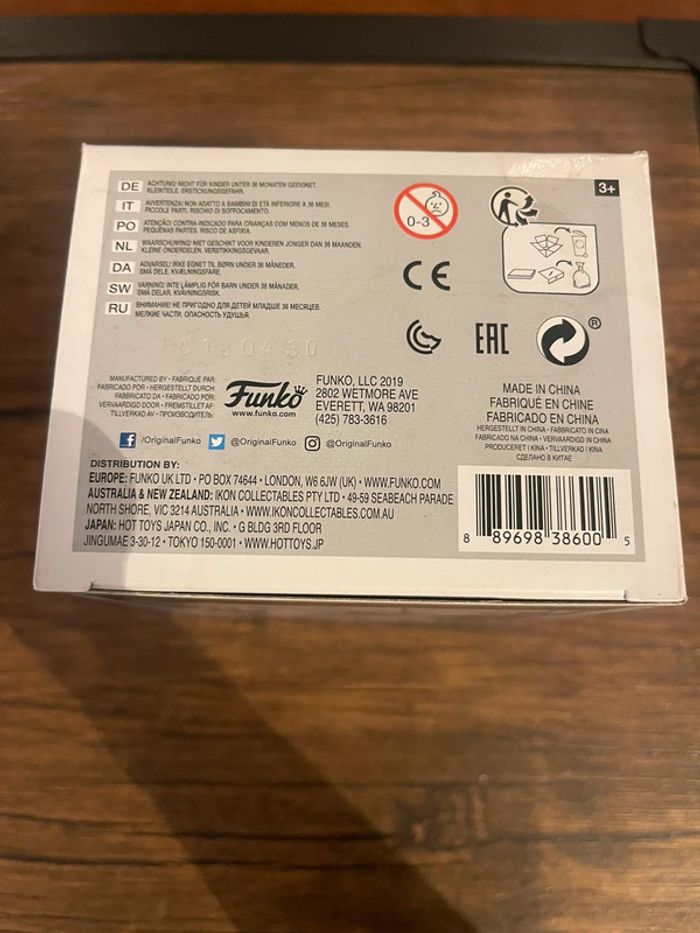 DE ACHTUNG! NICHT FÜR KINDER UNTER 36 MONATEN GEEIGNET.
KLEINTEILE. ERSTICKUNGSGEFAHR.
IT AVVERTENZA! NON ADATTO A BAMBINI DI ETÀ INFERIORE A 36 MESI.
PICCOLE PARTI, RISCHIO DI SOFFOCAMENTO.
PO ATENÇÃO! CONTRA-INDICADO PARA CRIANÇAS COM MENOS DE 36 MESES.
PEQUENAS PARTES. RISCO DE ASFIXIA.
NL WAARSCHUWING! NIET GESCHIKT VOOR KINDEREN JONGER DAN 36 MAANDEN.
KLEINE ONDERDELEN. VERSTIKKINGSGEVAAR.
DA ADVARSEL! IKKE EGNET TIL BØRN UNDER 36 MÅNEDER.
SMÅ DELE. KVÆLNINGSFARE.
SW VARNING! INTE LÄMPLIG FÖR BARN UNDER 36 MÅNADER.
SMÅ DELAR. KVÄVNINGSRISK.
RU ВНИМАНИЕ! НЕ ПРИГОДНО ДЛЯ ДЕТЕЙ МЛАДШЕ 36 МЕСЯЦЕВ.
МЕЛКИЕ ЧАСТИ. ОПАСНОСТЬ УДУШЬЯ.
0-3
3+
CE
EAC
®
MANUFACTURED BY • FABRIQUÉ PAR:
FABRICADO POR • HERGESTELLT DURCH:
FABBRICATO DA • FABRICADO POR:
VERVAARDIGD DOOR • FREMSTILLET AF:
TILLVERKAD AV • ПРОИЗВОДИТЕЛЬ:
Funko
www.funko.com
FUNKO, LLC 2019
2802 WETMORE AVE
EVERETT, WA 98201
(425) 783-3616
MADE IN CHINA
FABRIQUÉ EN CHINE
FABRICADO EN CHINA
HERGESTELLT IN CHINA • FABBRICATO IN CINA
FABRICADO NA CHINA • VERVAARDIGD IN CHINA
PRODUCERET I KINA • TILLVERKAD I KINA
СДЕЛАНО В КИТАЕ
/OriginalFunko @OriginalFunko @OriginalFunko
DISTRIBUTION BY:
EUROPE: FUNKO UK LTD • PO BOX 74644 • LONDON, W6 6JW (UK) • WWW.FUNKO.COM
AUSTRALIA & NEW ZEALAND: IKON COLLECTABLES PTY LTD • 49-59 SEABEACH PARADE
NORTH SHORE, VIC 3214 AUSTRALIA • WWW.IKONCOLLECTABLES.COM.AU
JAPAN: HOT TOYS JAPAN CO., INC. • G BLDG 3RD FLOOR
JINGUMAE 3-30-12 • TOKYO 150-0001 • WWW.HOTTOYS.JP
8 89698 38600 5